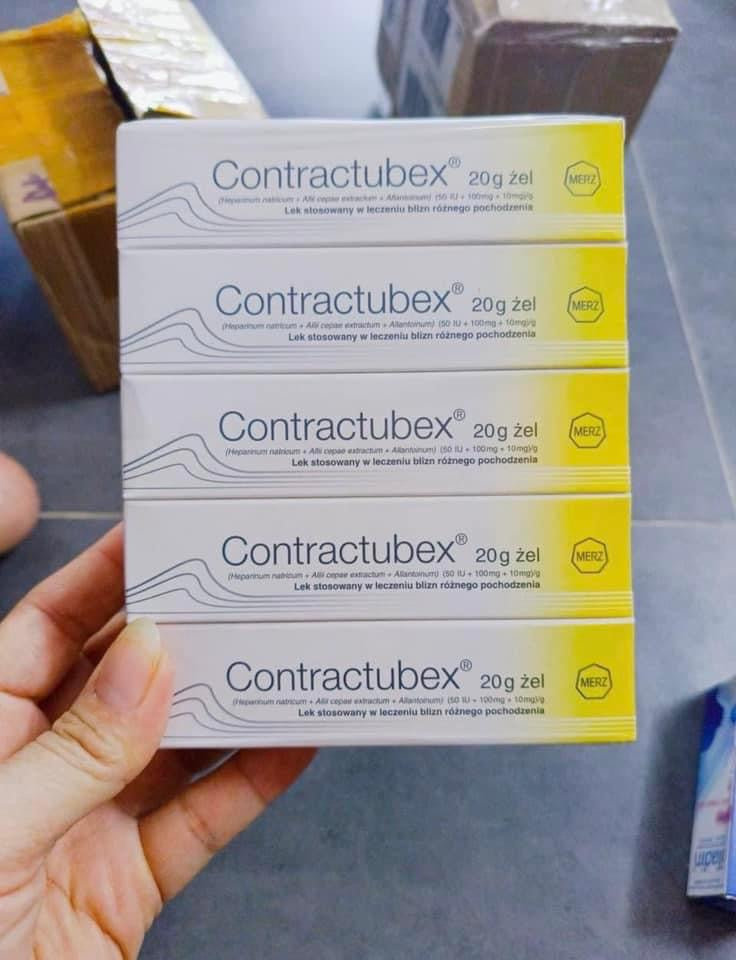 Contractubex® 20g żel MERZ
(Heparinum natricum + Allii cepae extractum + Allantoinum) (50 IU + 100mg + 10mg)/g
Lek stosowany w leczeniu blizn różnego pochodzenia
Contractubex® 20g żel MERZ
(Heparinum natricum + Allii cepae extractum + Allantoinum) (50 IU + 100mg + 10mg)/g
Lek stosowany w leczeniu blizn różnego pochodzenia
Contractubex® 20g żel MERZ
(Heparinum natricum + Allii cepae extractum + Allantoinum) (50 IU + 100mg + 10mg)/g
Lek stosowany w leczeniu blizn różnego pochodzenia
Contractubex® 20g żel MERZ
(Heparinum natricum + Allii cepae extractum + Allantoinum) (50 IU + 100mg + 10mg)/g
Lek stosowany w leczeniu blizn różnego pochodzenia
Contractubex® 20g żel MERZ
(Heparinum natricum + Allii cepae extractum + Allantoinum) (50 IU + 100mg + 10mg)/g
Lek stosowany w leczeniu blizn różnego pochodzenia